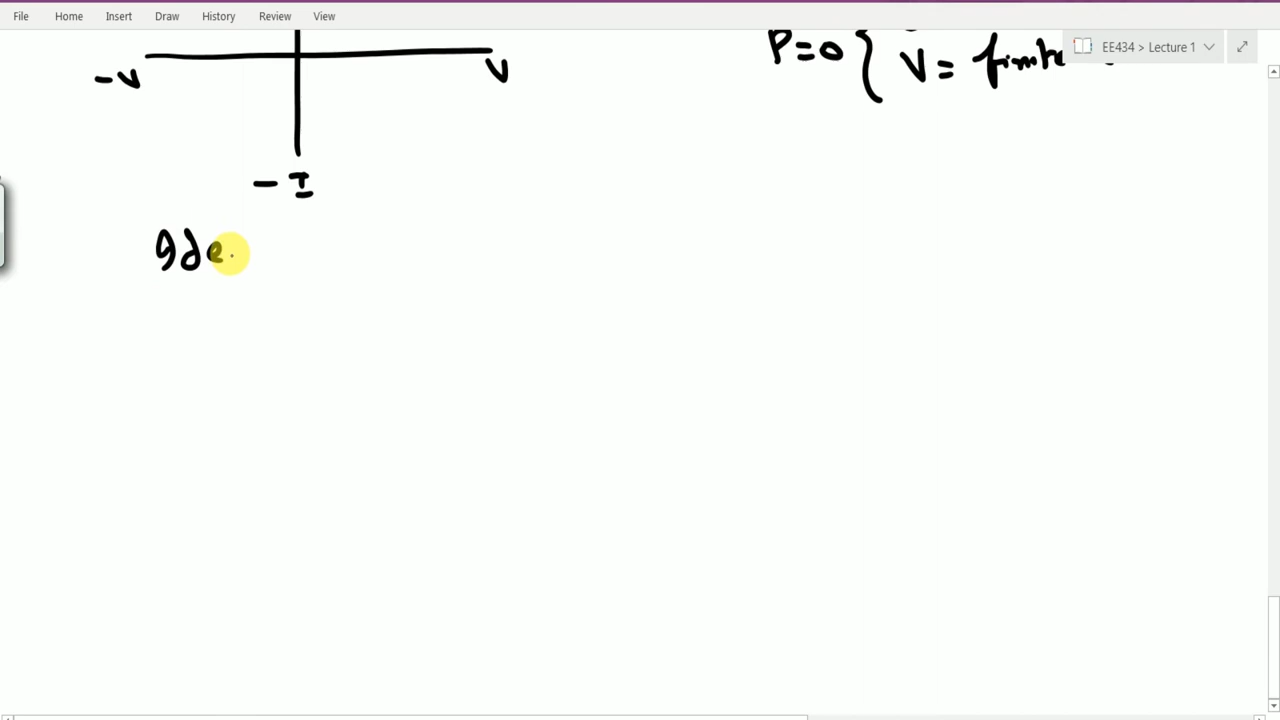 File Home Insert Draw History Review View
EE434 > Lecture 1
P=0 { V = finite
-V V
- I
Ide